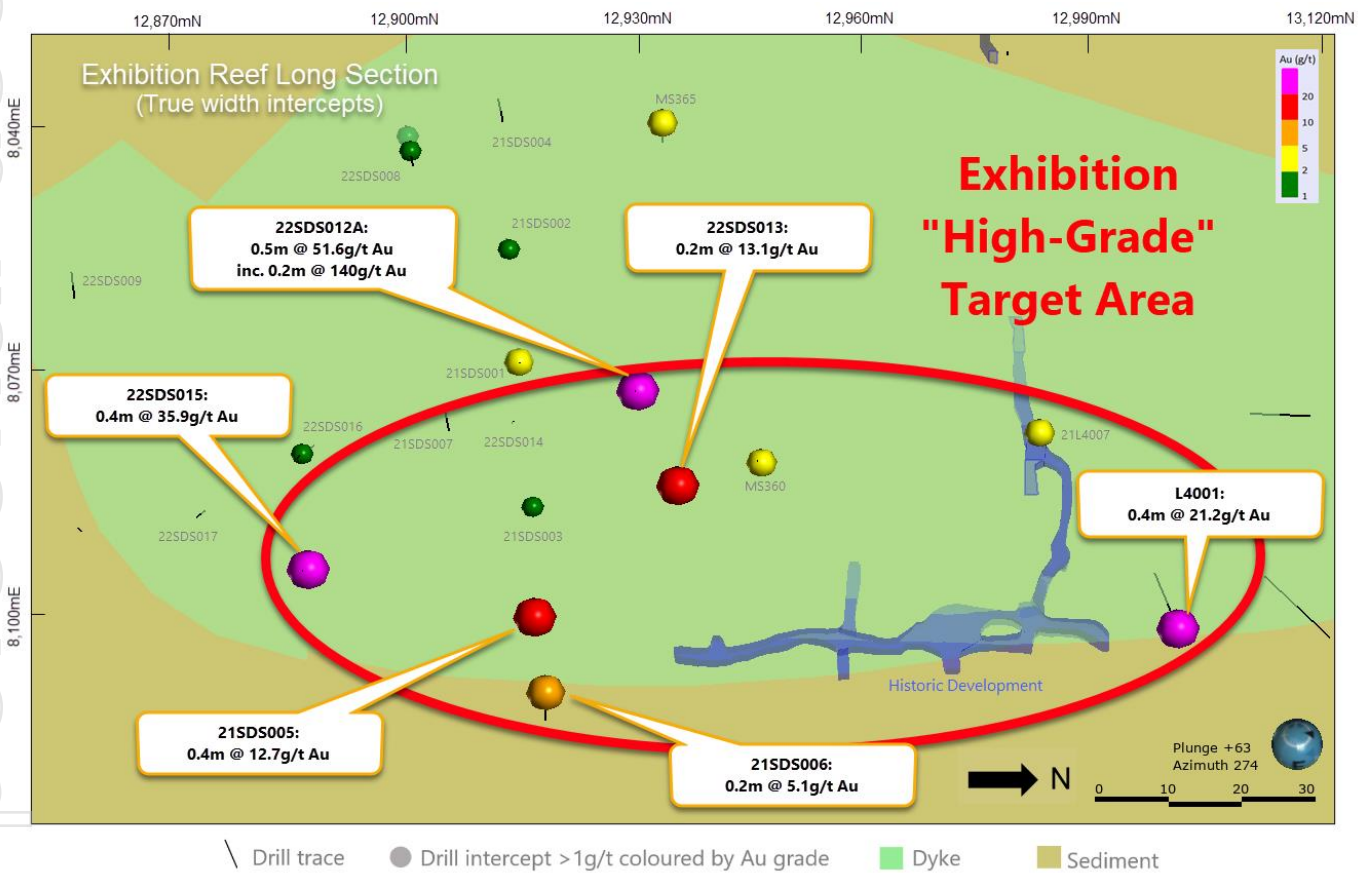 12,870mN
12,900mN
12,930mN
12,960mN
12,990mN
13,120mN
Exhibition Reef Long Section
(True width intercepts)
Au (g/t)
20
10
5
2
1
8,040mE
8,070mE
8,100mE
MS365
21SDS004
22SDS008
Exhibition
"High-Grade"
Target Area
22SDS012A:
0.5m @ 51.6g/t Au
inc. 0.2m @ 140g/t Au
21SDS002
22SDS013:
0.2m @ 13.1g/t Au
22SDS009
21SDS001
22SDS015:
0.4m @ 35.9g/t Au
22SDS016
21SDS007
22SDS014
21L4007
MS360
L4001:
0.4m @ 21.2g/t Au
22SDS017
21SDS003
Historic Development
21SDS005:
0.4m @ 12.7g/t Au
21SDS006:
0.2m @ 5.1g/t Au
N
Plunge +63
Azimuth 274
E
0 10 20 30
Drill trace
Drill intercept >1g/t coloured by Au grade
Dyke
Sediment